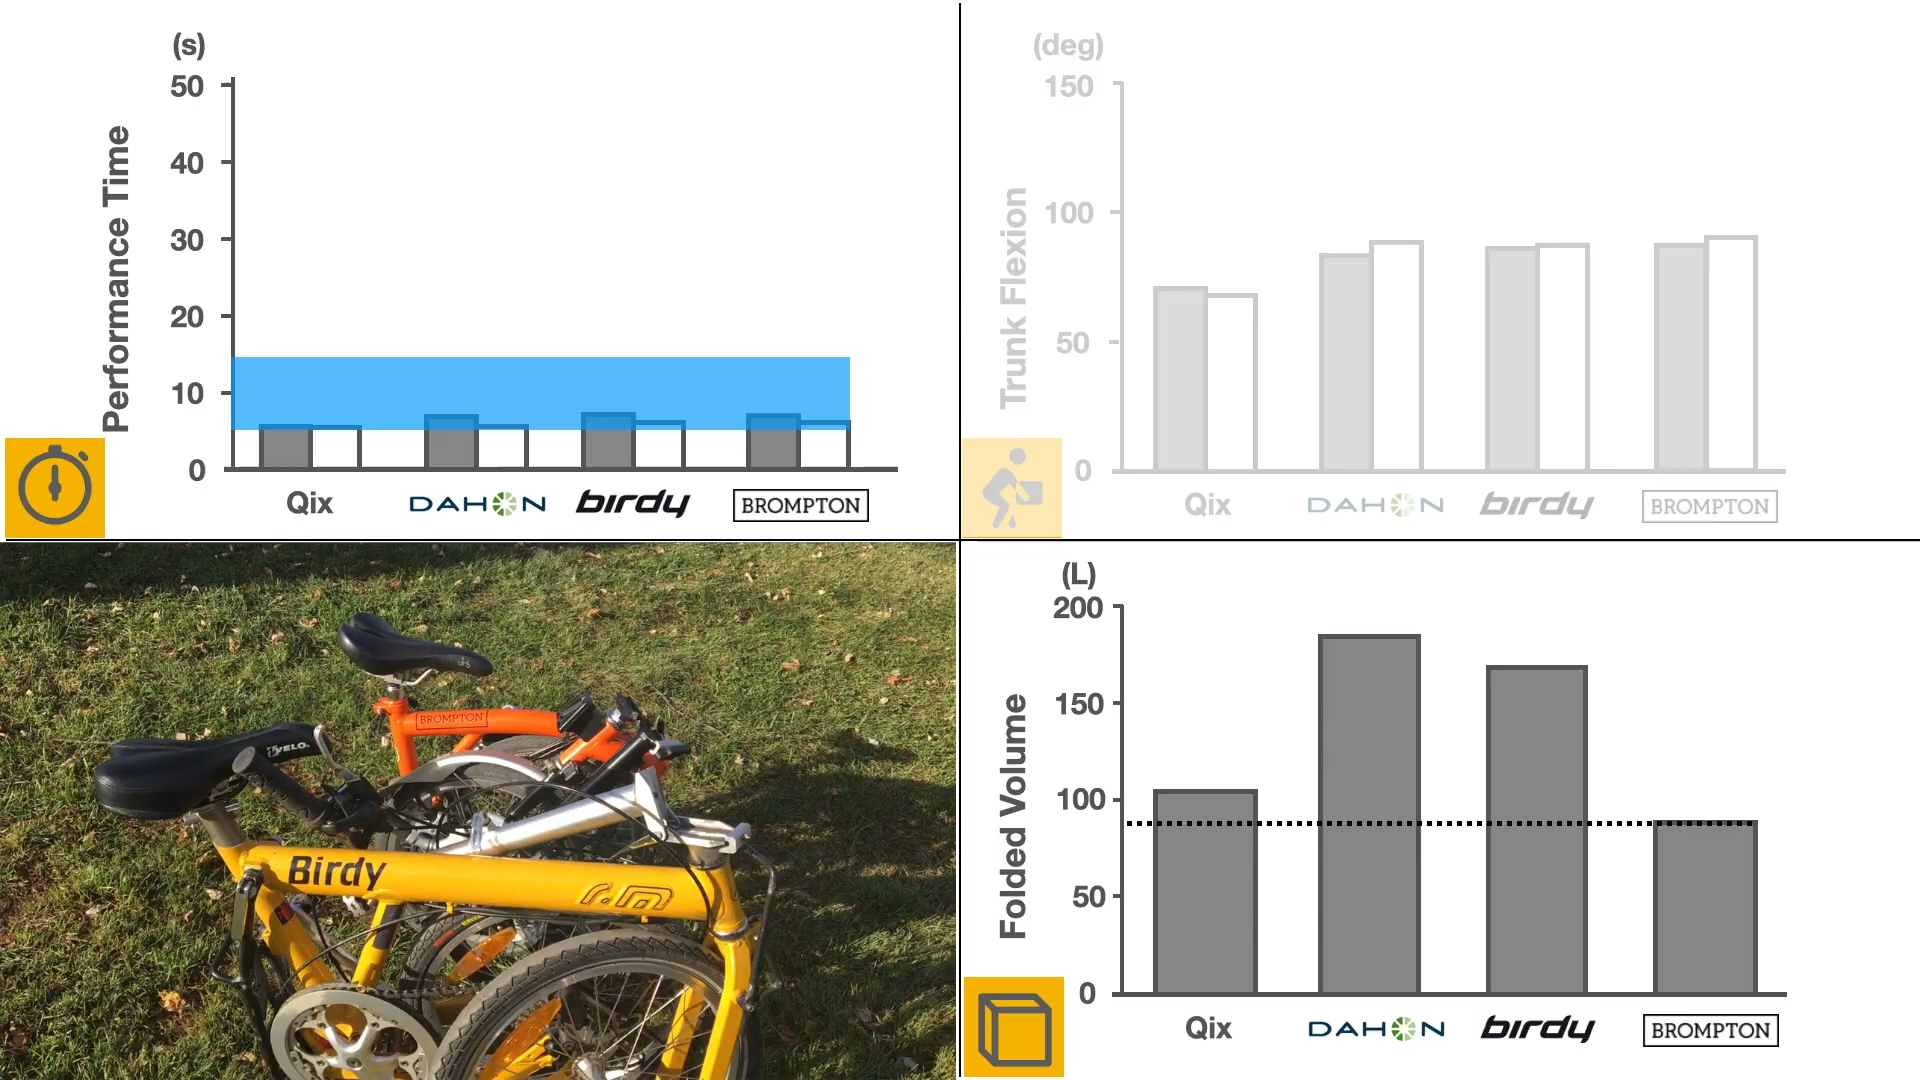 (s)
50
40
30
20
10
0
Performance Time
Qix
DAHON
birdy
BROMPTON
(deg)
150
100
50
0
Trunk Flexion
Qix
DAHON
birdy
BROMPTON
BROMPTON
VELO
Birdy
(L)
200
150
100
50
0
Folded Volume
Qix
DAHON
birdy
BROMPTON